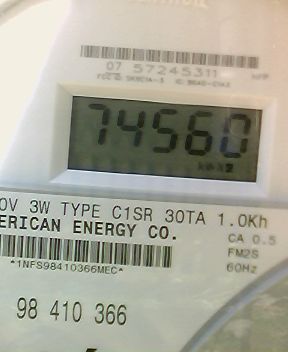 07 57245311
74560
0V 3W TYPE C1SR 30TA 1.0Kh
ERICAN ENERGY CO. CA 0.5
FM2S
*1NFS98410366MEC* 60Hz
98 410 366